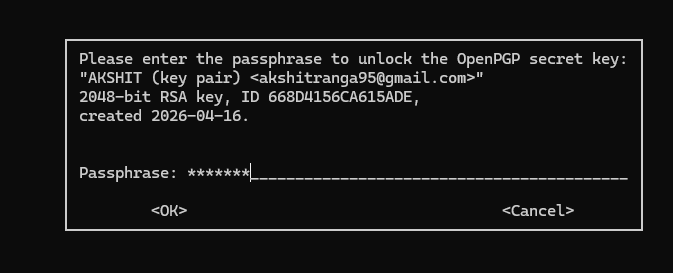 Please enter the passphrase to unlock the OpenPGP secret key:
"AKSHIT (key pair) <akshitranga95@gmail.com>"
2048-bit RSA key, ID 668D4156CA615ADE,
created 2026-04-16.
Passphrase: *******__________________________________________
<OK> <Cancel>